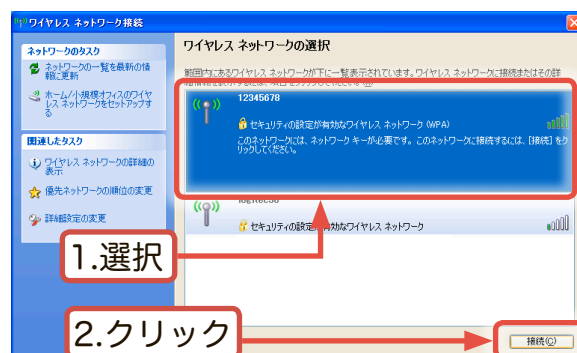 ワイヤレス ネットワーク接続
ネットワークのタスク
ネットワークの一覧を最新の情
報に更新
ホーム/小規模オフィスのワイヤ
レス ネットワークをセットアップす
る
関連したタスク
ワイヤレス ネットワークの詳細の
表示
優先ネットワークの順位の変更
詳細設定の変更
ワイヤレス ネットワークの選択
範囲内にあるワイヤレス ネットワークが下に一覧表示されています。ワイヤレス ネットワークに接続またはその詳
12345678
セキュリティの設定が有効なワイヤレス ネットワーク (WPA)
このネットワークには、ネットワーク キーが必要です。このネットワークに接続するには、[接続] をク
リックしてください。
セキュリティの設定が有効なワイヤレス ネットワーク
1.選択
2.クリック
接続(C)